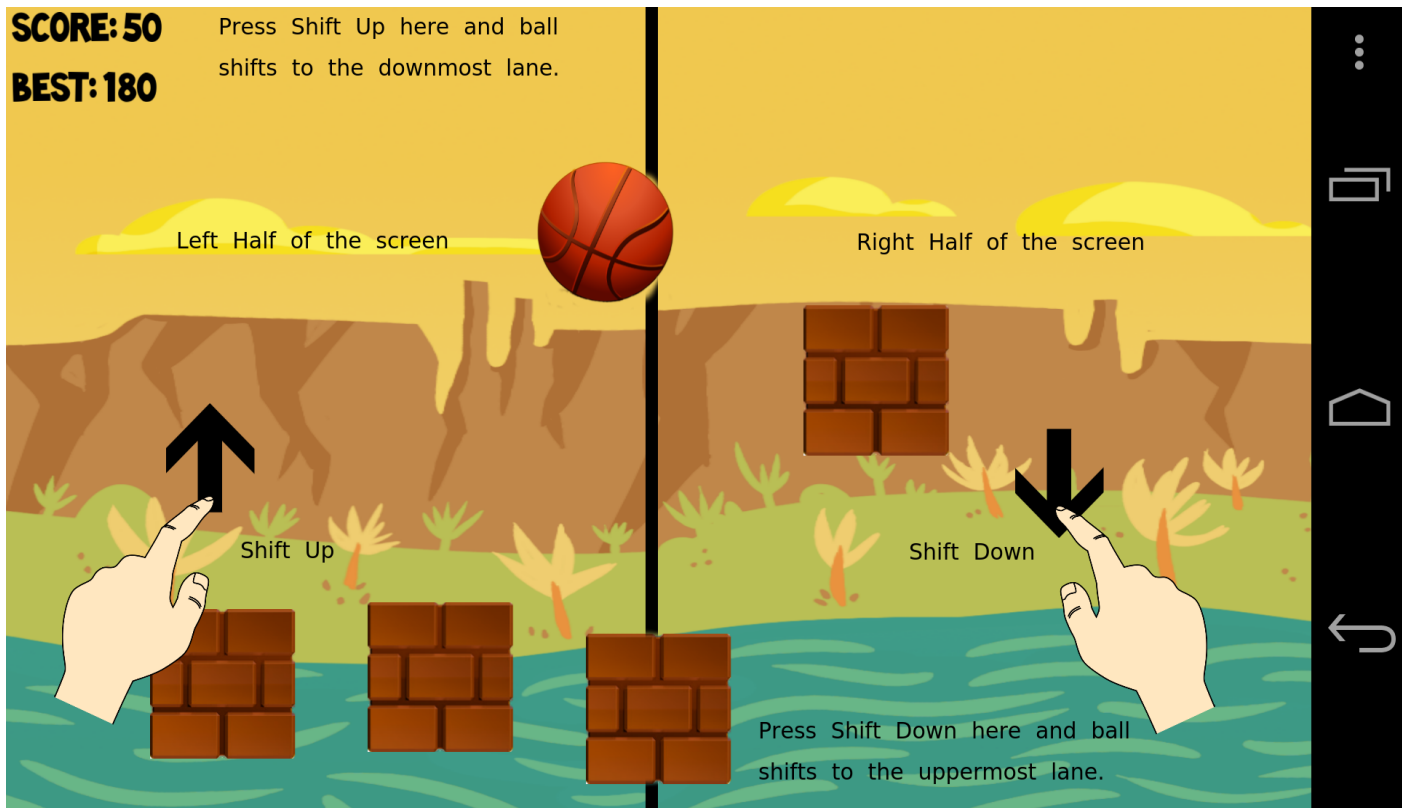 SCORE: 50
BEST: 180
Press Shift Up here and ball
shifts to the downmost lane.
Left Half of the screen
Right Half of the screen
Shift Up
Shift Down
Press Shift Down here and ball
shifts to the uppermost lane.